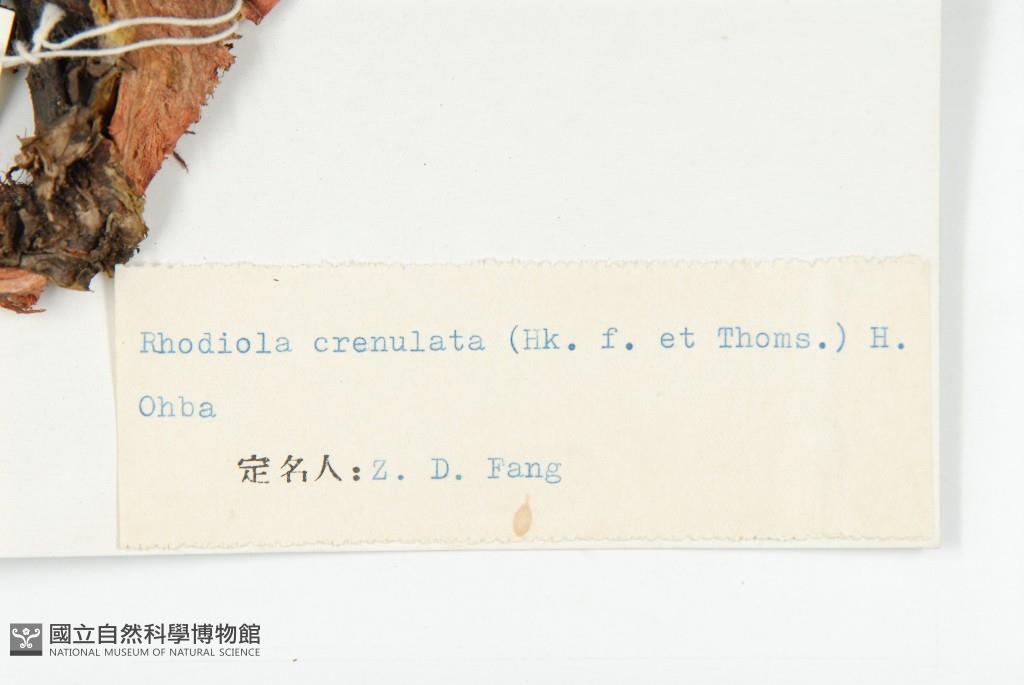 Rhodiola crenulata (Hk. f. et Thoms.) H.
Ohba
定名人:Z. D. Fang
國立自然科學博物館
NATIONAL MUSEUM OF NATURAL SCIENCE